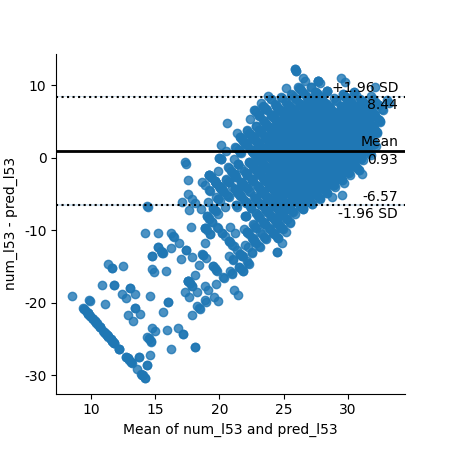 10
+1.96 SD
8.44
Mean
0
0.93
-6.57
-1.96 SD
-10
-20
-30
10 15 20 25 30
Mean of num_l53 and pred_l53
num_l53 - pred_l53